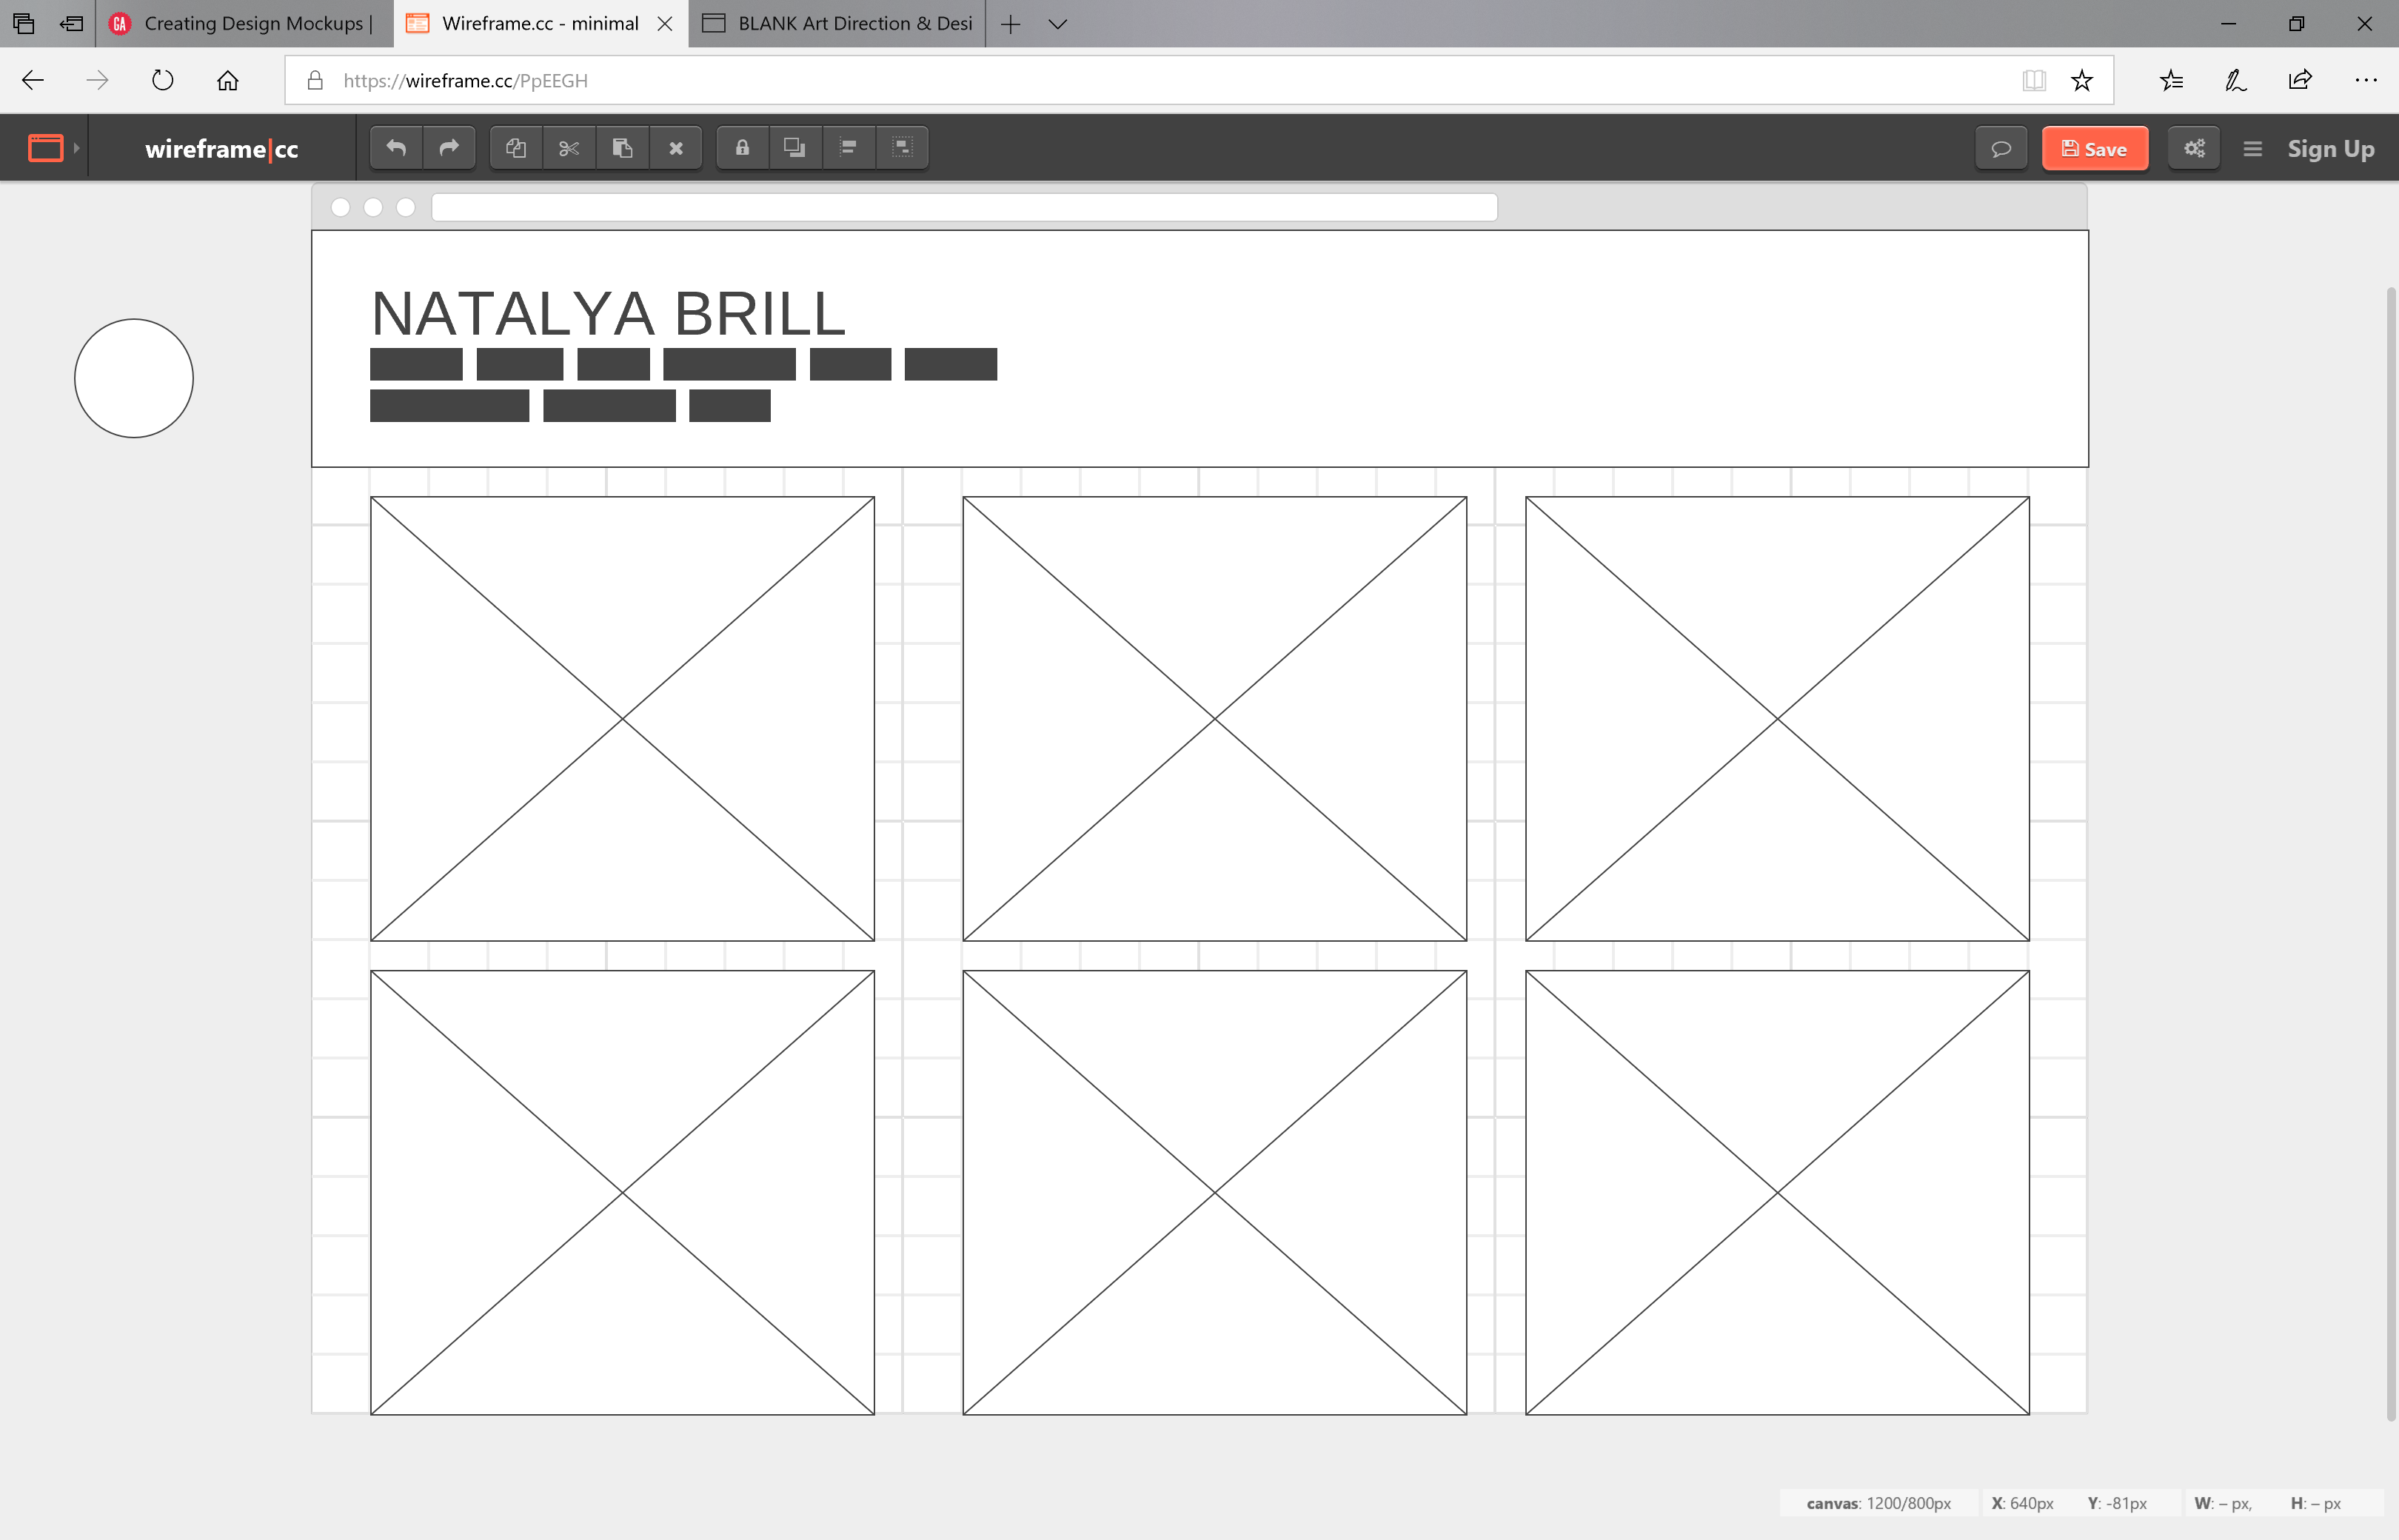 Creating Design Mockups |
Wireframe.cc - minimal
BLANK Art Direction & Desi
https://wireframe.cc/PpEEGH
wireframe|cc
Save
Sign Up
NATALYA BRILL
canvas: 1200/800px X: 640px Y: -81px W: – px, H: – px